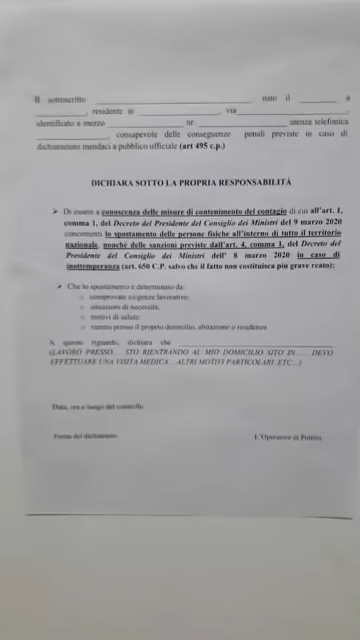 Il sottoscritto ______________________________ nato il ________ a
____________, residente in ____________________, via ____________________
identificato a mezzo ______________ nr. ________________ utenza telefonica
________________, consapevole delle conseguenze penali previste in caso di
dichiarazioni mendaci a pubblico ufficiale (art 495 c.p.)
DICHIARA SOTTO LA PROPRIA RESPONSABILITÀ
➤ Di essere a conoscenza delle misure di contenimento del contagio di cui all'art. 1,
comma 1, del Decreto del Presidente del Consiglio dei Ministri del 9 marzo 2020
concernenti lo spostamento delle persone fisiche all'interno di tutto il territorio
nazionale, nonché delle sanzioni previste dall'art. 4, comma 1, del Decreto del
Presidente del Consiglio dei Ministri dell' 8 marzo 2020 in caso di
inottemperanza (art. 650 C.P. salvo che il fatto non costituisca più grave reato);
➤ Che lo spostamento è determinato da:
○ comprovate esigenze lavorative;
○ situazioni di necessità;
○ motivi di salute;
○ rientro presso il proprio domicilio, abitazione o residenza
A questo riguardo, dichiara che ______________________________
(LAVORO PRESSO... STO RIENTRANDO AL MIO DOMICILIO SITO IN...... DEVO
EFFETTUARE UNA VISITA MEDICA... ALTRI MOTIVI PARTICOLARI. ETC...)
Data, ora e luogo del controllo
Firma del dichiarante
L'Operatore di Polizia